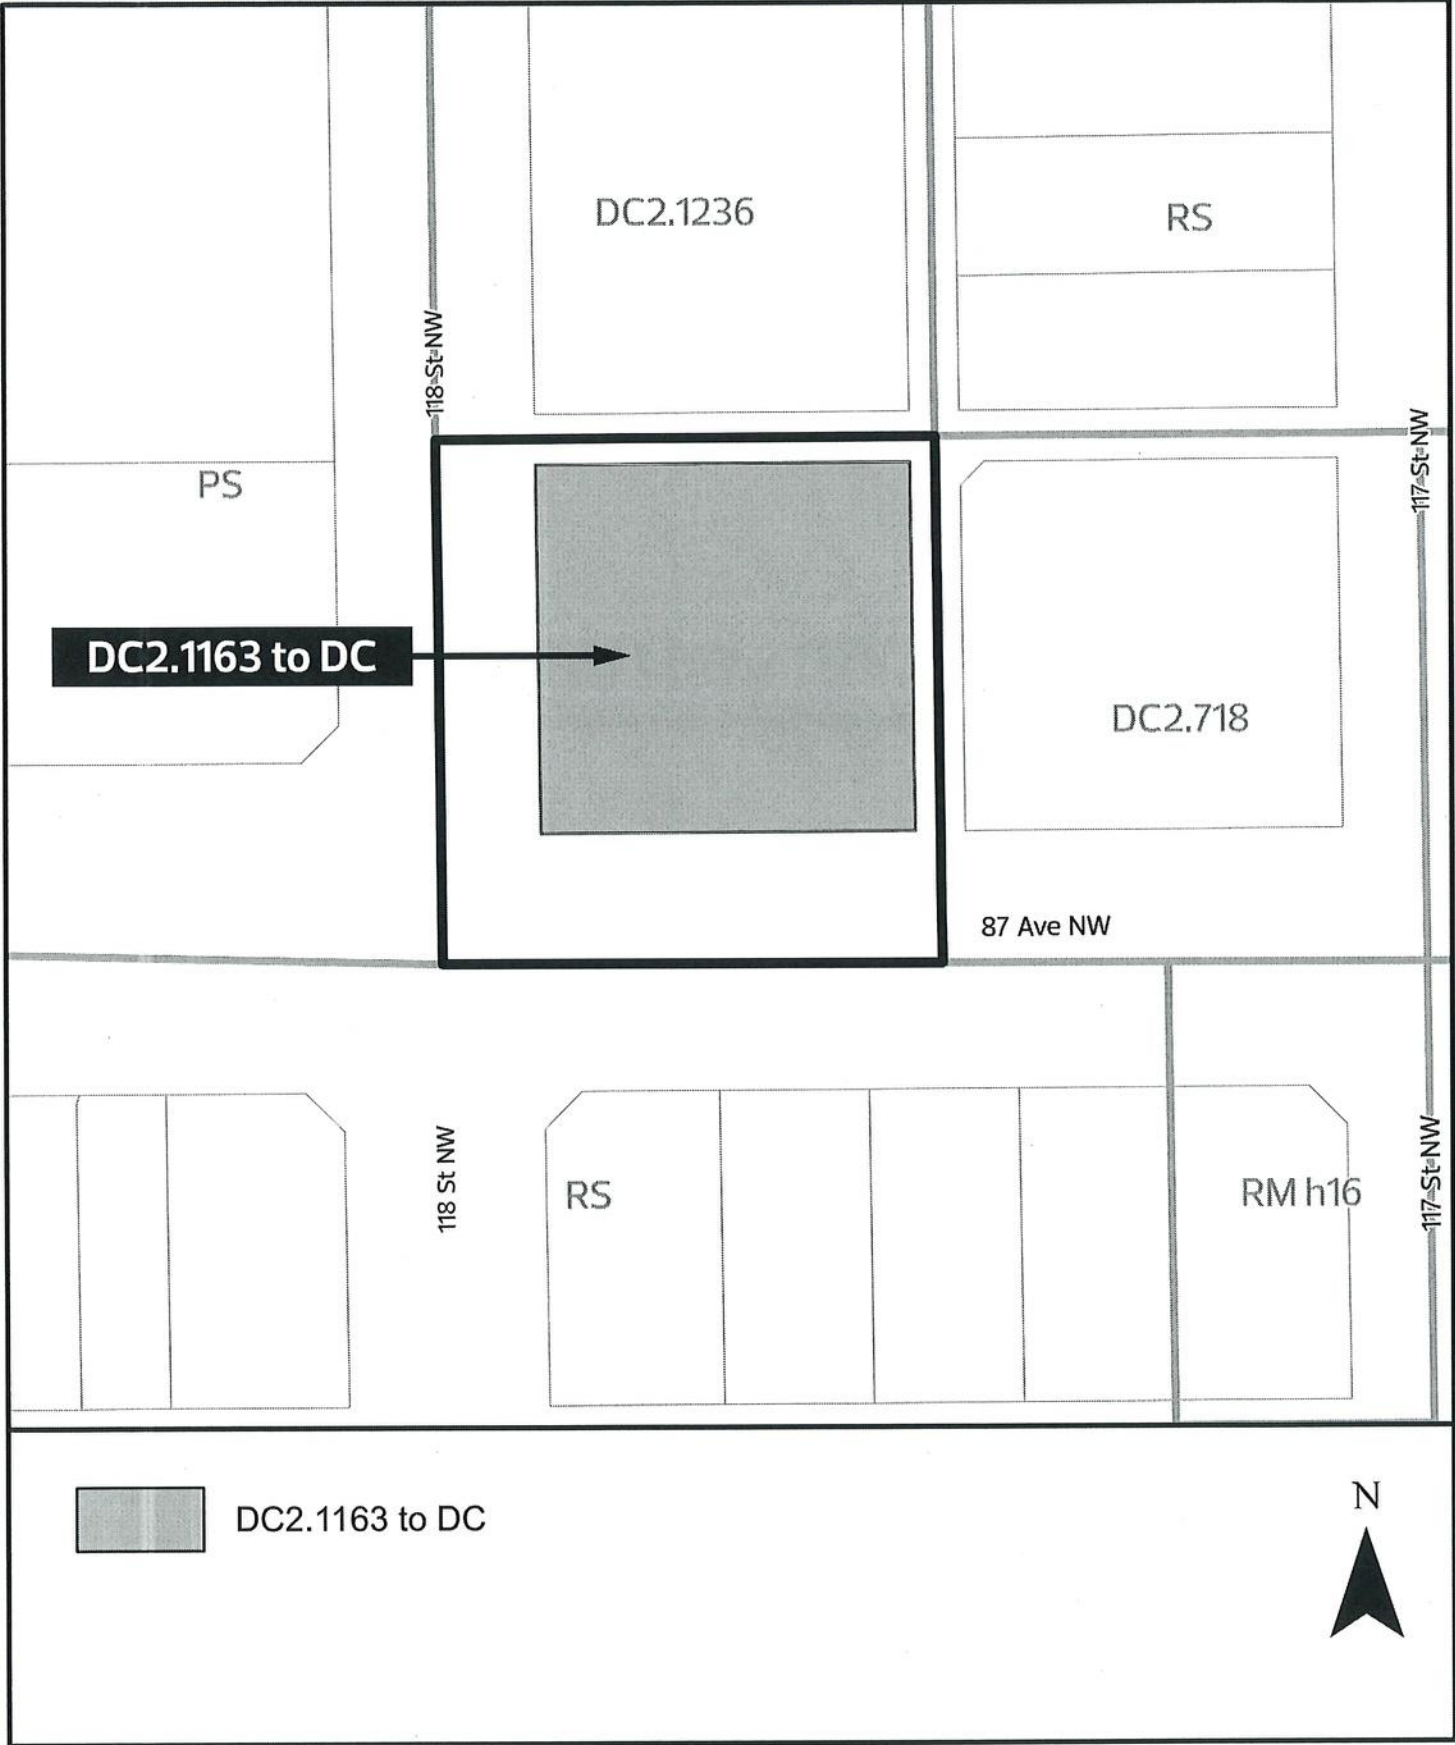 DC2.1236
RS
118 St NW
117 St NW
PS
DC2.1163 to DC
DC2.718
87 Ave NW
118 St NW
RS
RM h16
117 St NW
DC2.1163 to DC
N